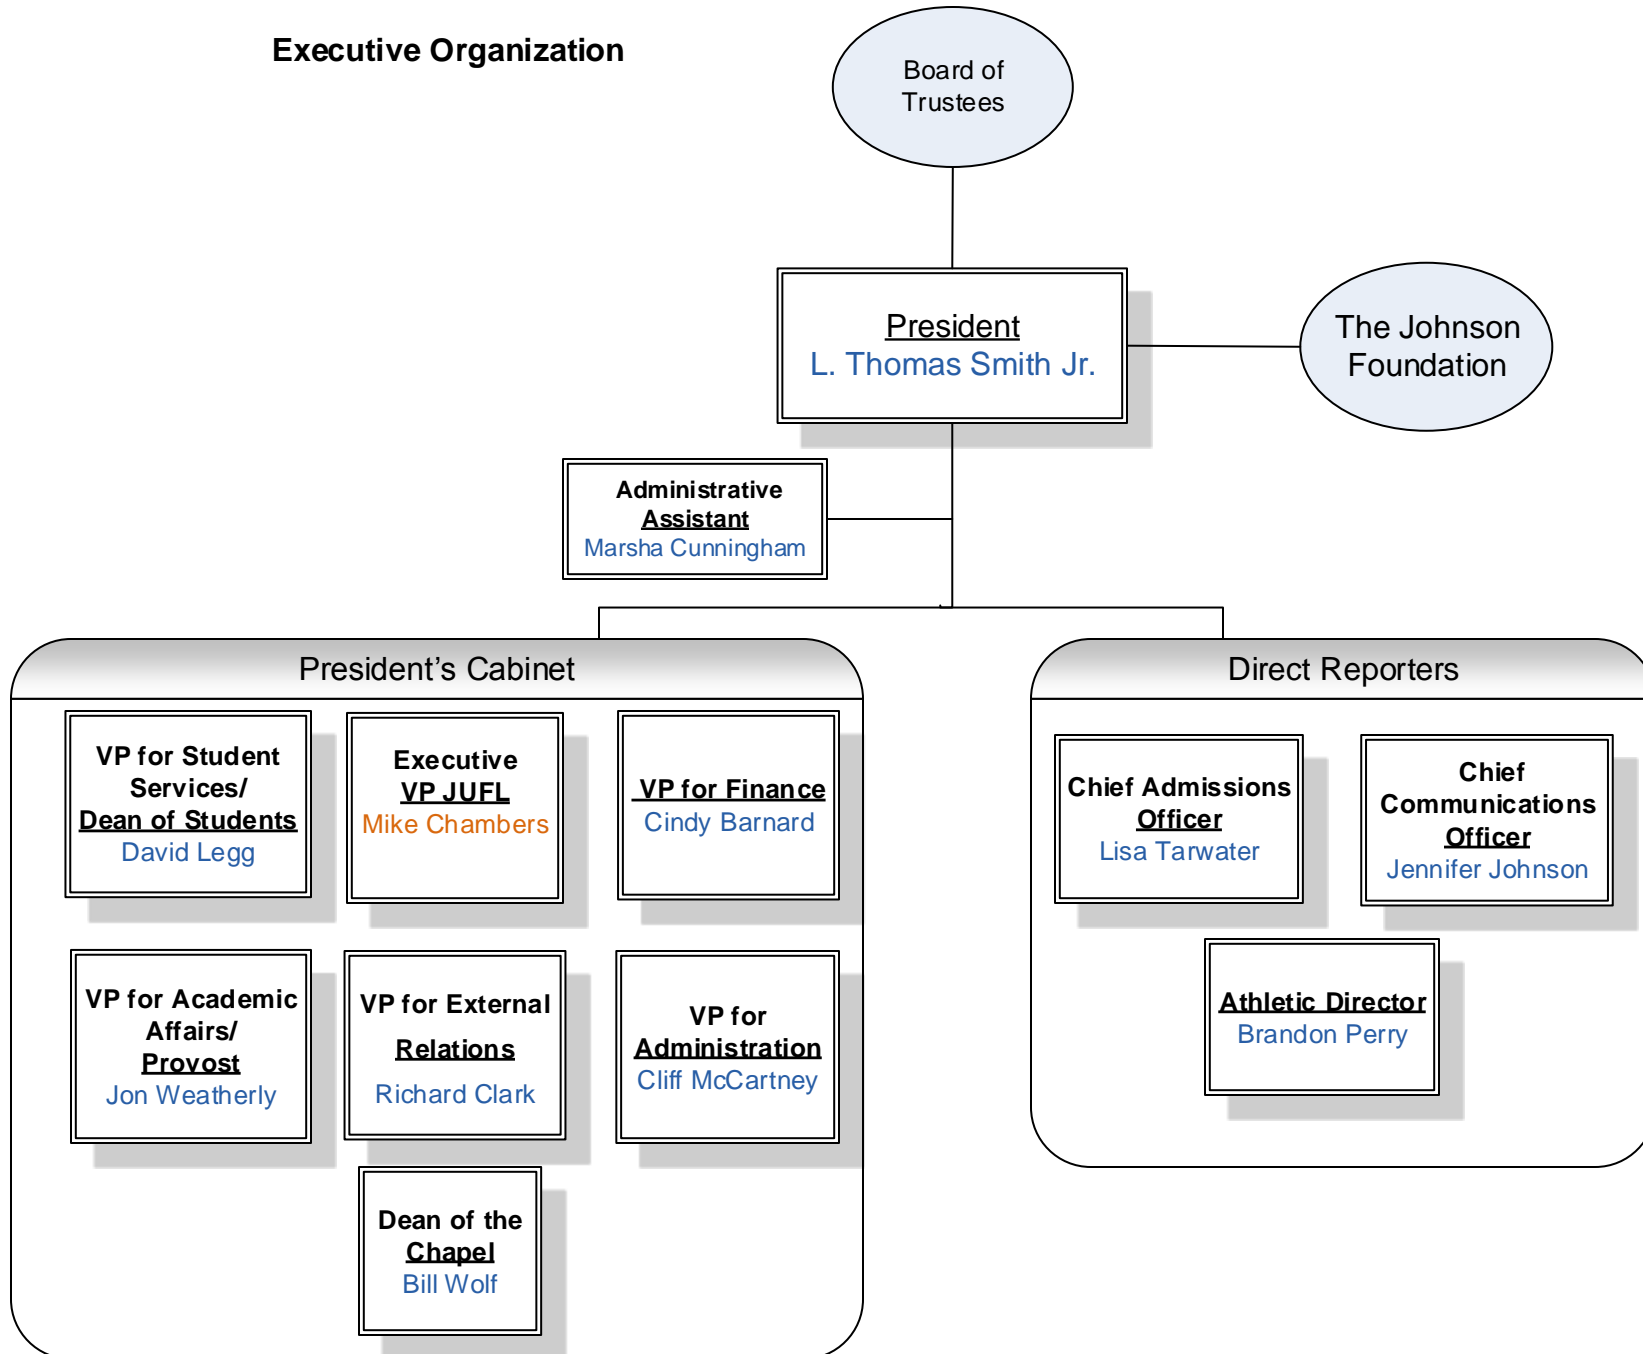 Executive Organization
Board of
Trustees
President
L. Thomas Smith Jr.
The Johnson
Foundation
Administrative
Assistant
Marsha Cunningham
President’s Cabinet
VP for Student
Services/
Dean of Students
David Legg
Executive
VP JUFL
Mike Chambers
VP for Finance
Cindy Barnard
VP for Academic
Affairs/
Provost
Jon Weatherly
VP for External
Relations
Richard Clark
VP for
Administration
Cliff McCartney
Dean of the
Chapel
Bill Wolf
Direct Reporters
Chief Admissions
Officer
Lisa Tarwater
Chief
Communications
Officer
Jennifer Johnson
Athletic Director
Brandon Perry